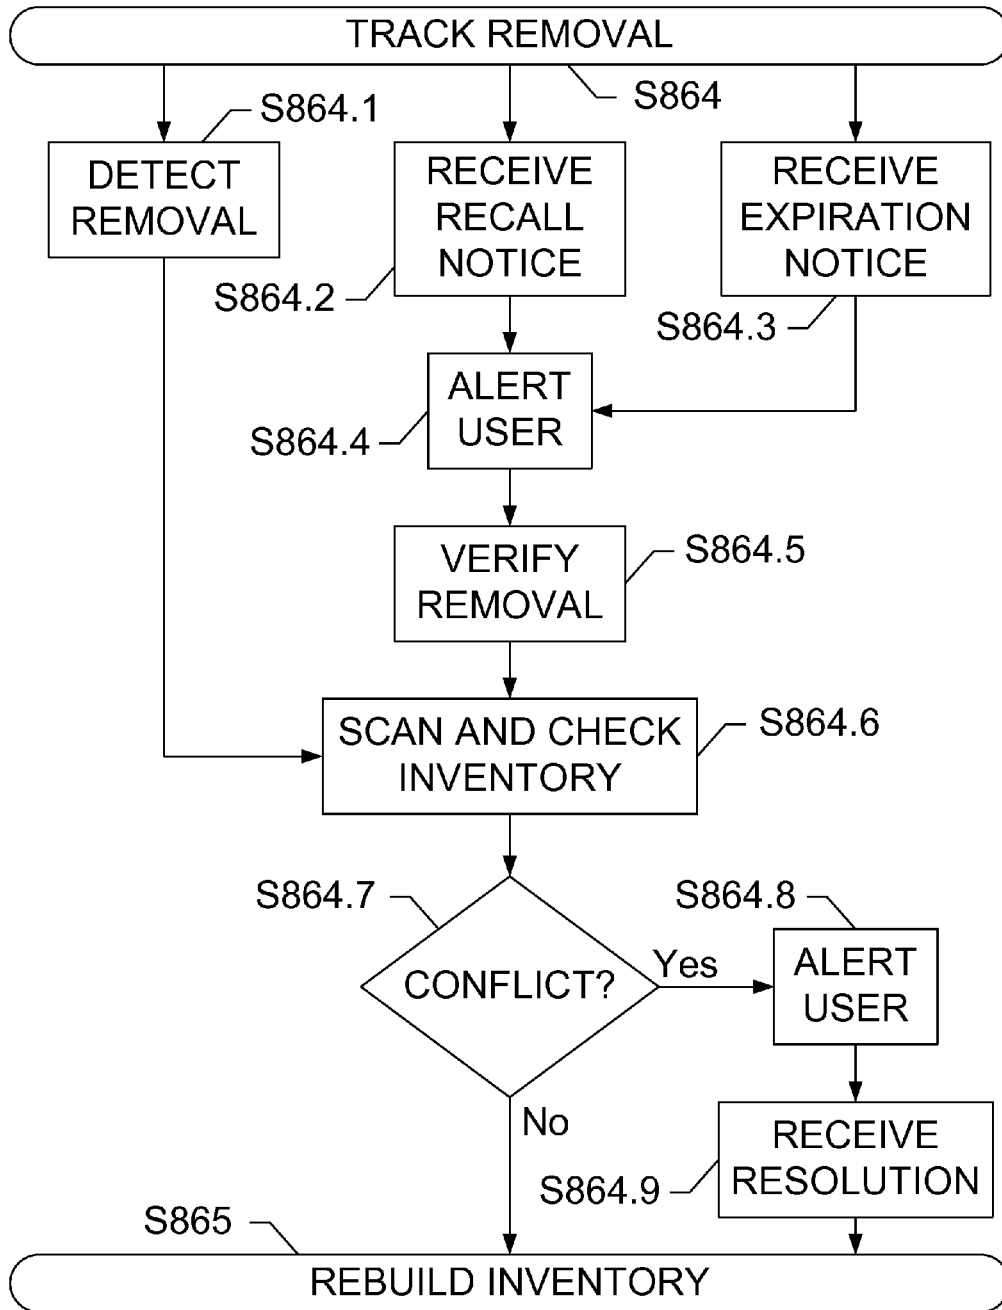 TRACK REMOVAL
S864
S864.1
DETECT
REMOVAL
RECEIVE
RECALL
NOTICE
S864.2
RECEIVE
EXPIRATION
NOTICE
S864.3
ALERT
USER
S864.4
VERIFY
REMOVAL
S864.5
SCAN AND CHECK
INVENTORY
S864.6
S864.7
CONFLICT?
Yes
No
S864.8
ALERT
USER
RECEIVE
RESOLUTION
S864.9
S865
REBUILD INVENTORY